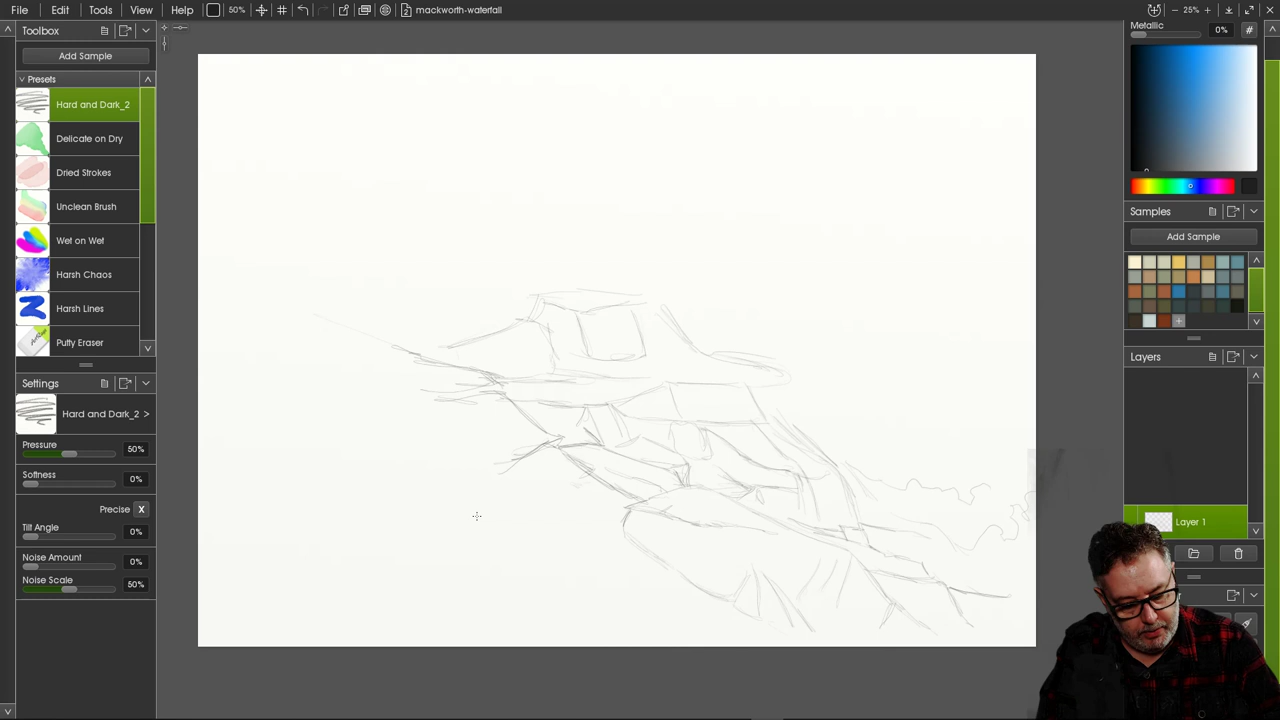 File Edit Tools View Help 50% 2 mackworth-waterfall 25%
Toolbox
Add Sample
Presets
Hard and Dark_2
Delicate on Dry
Dried Strokes
Unclean Brush
Wet on Wet
Harsh Chaos
Harsh Lines
Putty Eraser
Settings
Hard and Dark_2 >
Pressure 50%
Softness 0%
Precise X
Tilt Angle 0%
Noise Amount 0%
Noise Scale 50%
Metallic 0% #
Samples
Add Sample
Layers
Layer 1